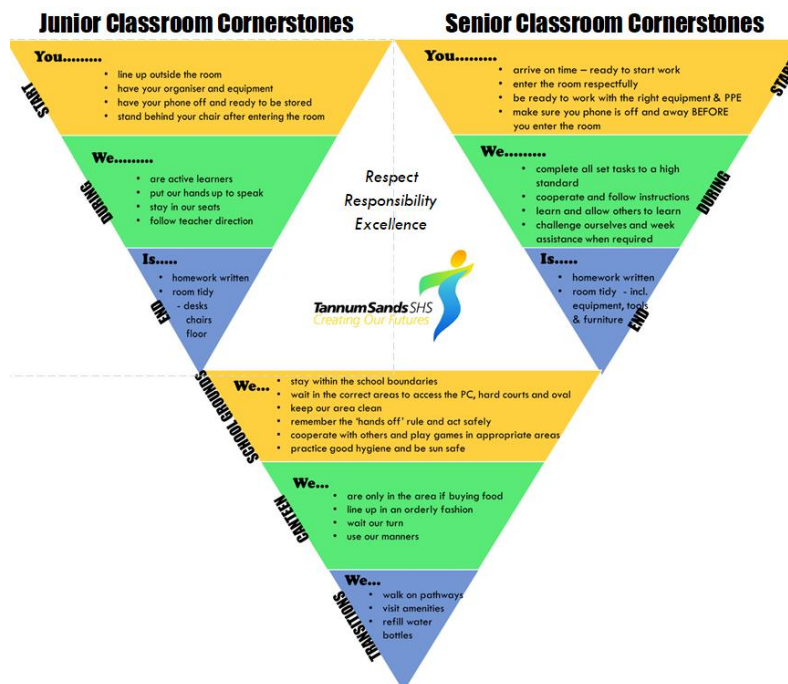 Junior Classroom Cornerstones
START
You.........
• line up outside the room
• have your organiser and equipment
• have your phone off and ready to be stored
• stand behind your chair after entering the room
DURING
We.........
• are active learners
• put our hands up to speak
• stay in our seats
• follow teacher direction
END
Is.....
• homework written
• room tidy
- desks
chairs
floor
Respect
Responsibility
Excellence
Tannum Sands SHS
Creating Our Futures
Senior Classroom Cornerstones
START
You.........
• arrive on time – ready to start work
• enter the room respectfully
• be ready to work with the right equipment & PPE
• make sure you phone is off and away BEFORE
you enter the room
DURING
We.........
• complete all set tasks to a high
standard
• cooperate and follow instructions
• learn and allow others to learn
• challenge ourselves and week
assistance when required
END
Is.....
• homework written
• room tidy - incl.
equipment, tools
& furniture
SCHOOL GROUNDS
We...
• stay within the school boundaries
• wait in the correct areas to access the PC, hard courts and oval
• keep our area clean
• remember the ‘hands off’ rule and act safely
• cooperate with others and play games in appropriate areas
• practice good hygiene and be sun safe
CANTEEN
We...
• are only in the area if buying food
• line up in an orderly fashion
• wait our turn
• use our manners
TRANSITIONS
We...
• walk on pathways
• visit amenities
• refill water
bottles